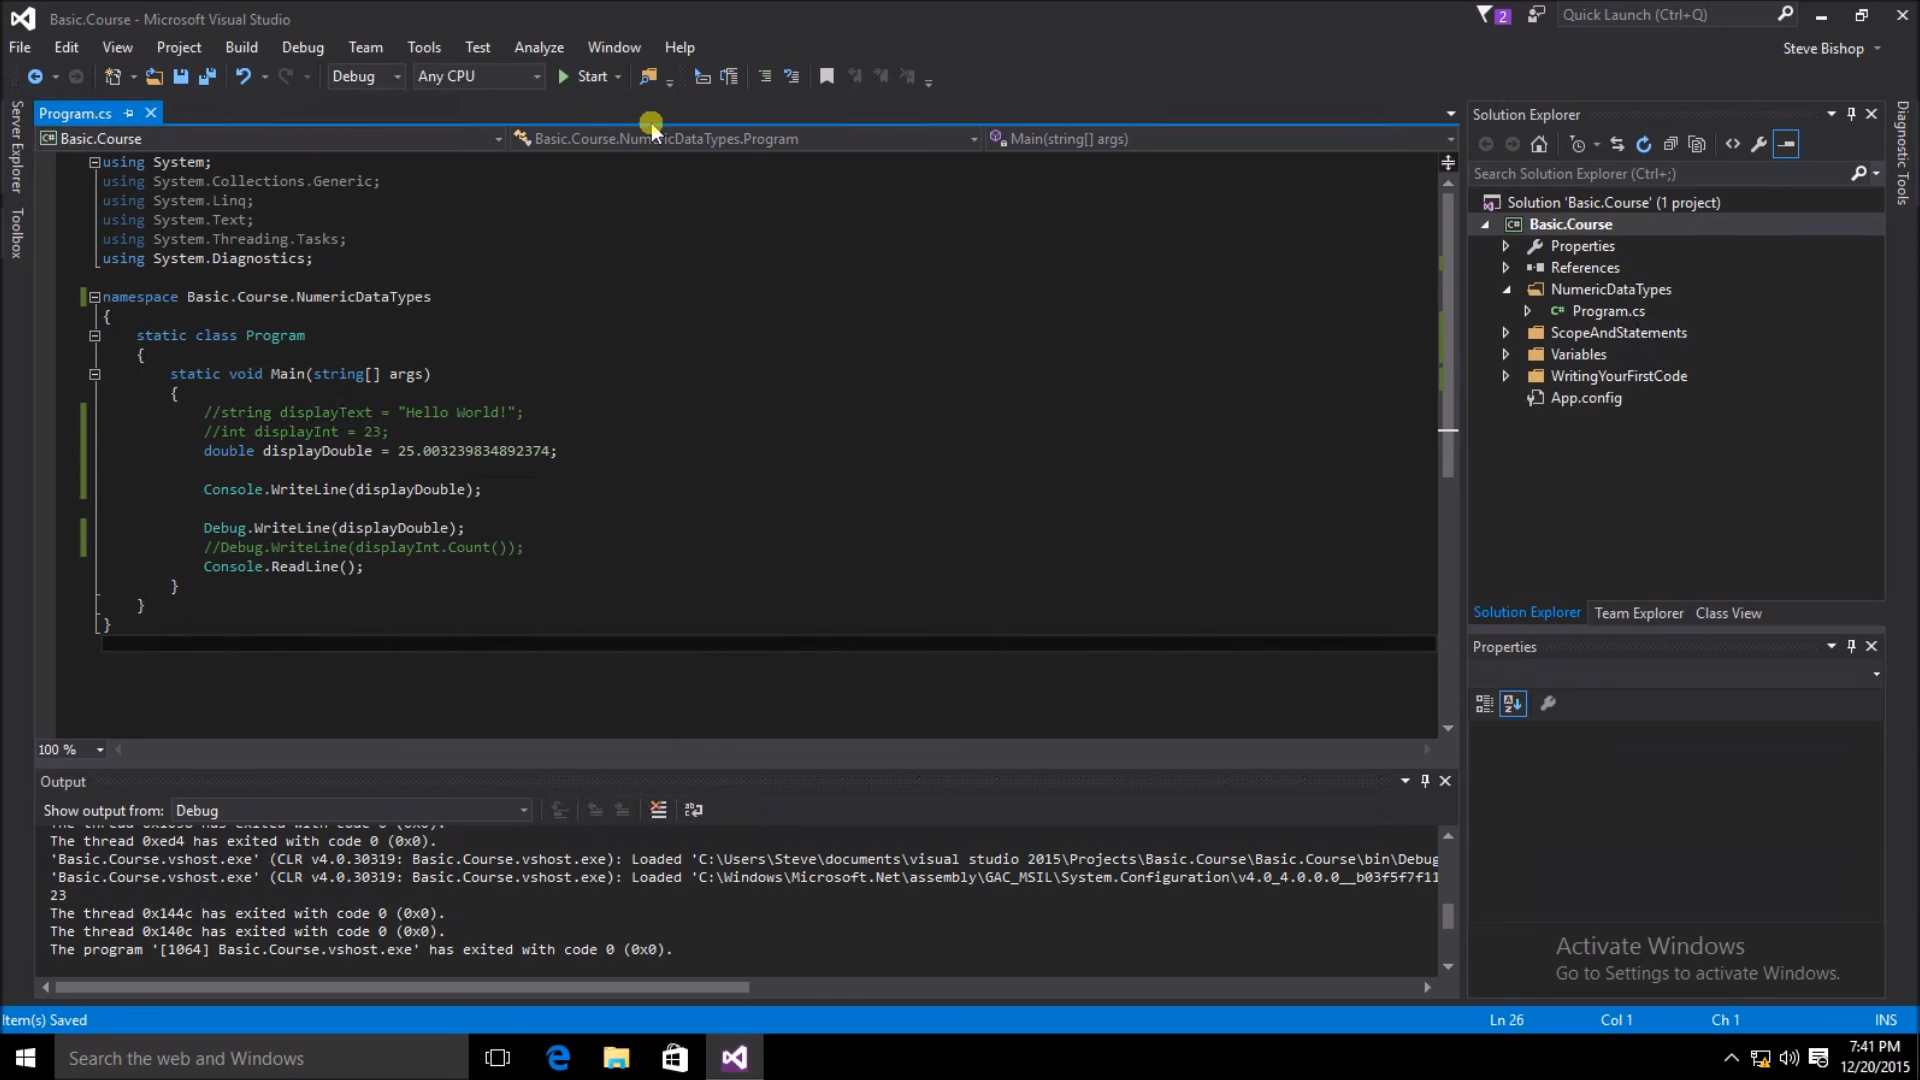 Basic.Course - Microsoft Visual Studio
2
Quick Launch (Ctrl+Q)
File Edit View Project Build Debug Team Tools Test Analyze Window Help
Steve Bishop
Debug Any CPU Start
Server Explorer
Toolbox
Program.cs
Basic.Course
Basic.Course.NumericDataTypes.Program
Main(string[] args)
using System;
using System.Collections.Generic;
using System.Linq;
using System.Text;
using System.Threading.Tasks;
using System.Diagnostics;
namespace Basic.Course.NumericDataTypes
{
static class Program
{
static void Main(string[] args)
{
//string displayText = "Hello World!";
//int displayInt = 23;
double displayDouble = 25.003239834892374;
Console.WriteLine(displayDouble);
Debug.WriteLine(displayDouble);
//Debug.WriteLine(displayInt.Count());
Console.ReadLine();
}
}
}
100 %
Output
Show output from: Debug
has exited with code 0 (0x0).
The thread 0xed4 has exited with code 0 (0x0).
'Basic.Course.vshost.exe' (CLR v4.0.30319: Basic.Course.vshost.exe): Loaded 'C:\Users\Steve\documents\visual studio 2015\Projects\Basic.Course\Basic.Course\bin\Debug
'Basic.Course.vshost.exe' (CLR v4.0.30319: Basic.Course.vshost.exe): Loaded 'C:\Windows\Microsoft.Net\assembly\GAC_MSIL\System.Configuration\v4.0_4.0.0.0__b03f5f7f11
23
The thread 0x144c has exited with code 0 (0x0).
The thread 0x140c has exited with code 0 (0x0).
The program '[1064] Basic.Course.vshost.exe' has exited with code 0 (0x0).
Solution Explorer
Search Solution Explorer (Ctrl+;)
Solution 'Basic.Course' (1 project)
Basic.Course
Properties
References
NumericDataTypes
Program.cs
ScopeAndStatements
Variables
WritingYourFirstCode
App.config
Solution Explorer Team Explorer Class View
Properties
Diagnostic Tools
Activate Windows
Go to Settings to activate Windows.
Item(s) Saved
Ln 26 Col 1 Ch 1 INS
Search the web and Windows
7:41 PM
12/20/2015